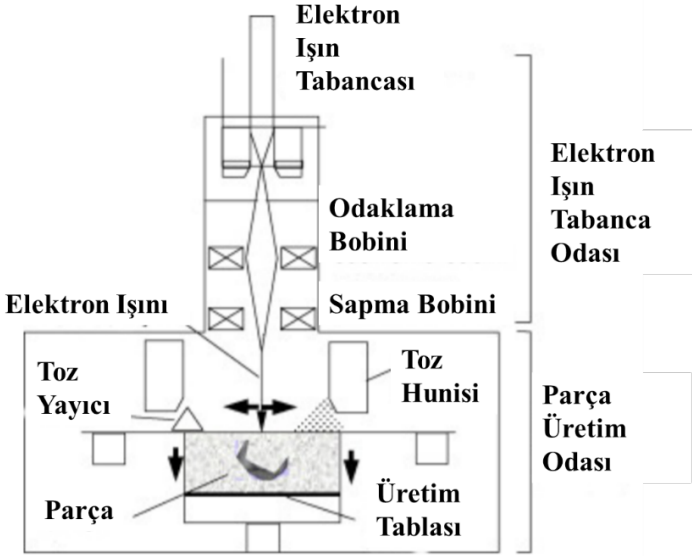 Elektron
Işın
Tabancası
Elektron
Işın
Tabanca
Odası
Odaklama
Bobini
Elektron Işını
Sapma Bobini
Toz
Yayıcı
Toz
Hunisi
Parça
Üretim
Odası
Parça
Üretim
Tablası